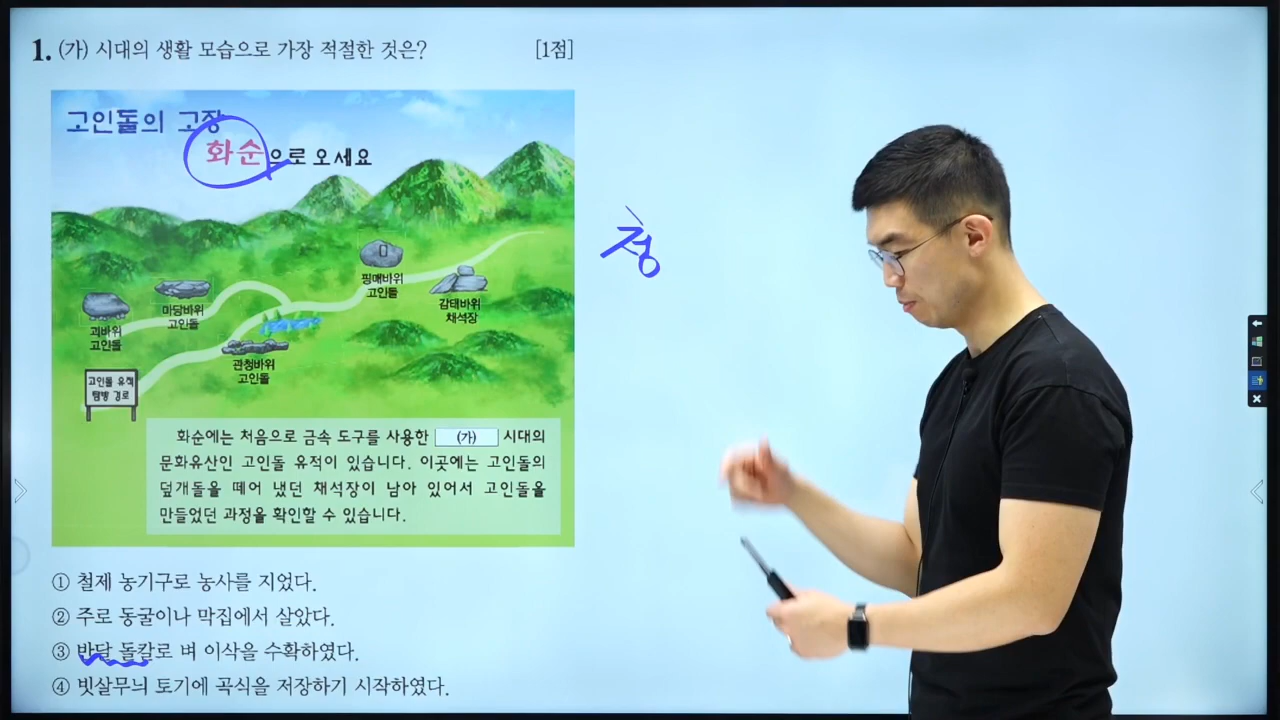 1. (가) 시대의 생활 모습으로 가장 적절한 것은? [1점]
고인돌의 고장
화순으로 오세요
핑매바위
고인돌
감태바위
채석장
마당바위
고인돌
괴바위
고인돌
관청바위
고인돌
고인돌 유적
탐방 경로
화순에는 처음으로 금속 도구를 사용한 (가) 시대의
문화유산인 고인돌 유적이 있습니다. 이곳에는 고인돌의
덮개돌을 떼어 냈던 채석장이 남아 있어서 고인돌을
만들었던 과정을 확인할 수 있습니다.
① 철제 농기구로 농사를 지었다.
② 주로 동굴이나 막집에서 살았다.
③ 반달 돌칼로 벼 이삭을 수확하였다.
④ 빗살무늬 토기에 곡식을 저장하기 시작하였다.
청